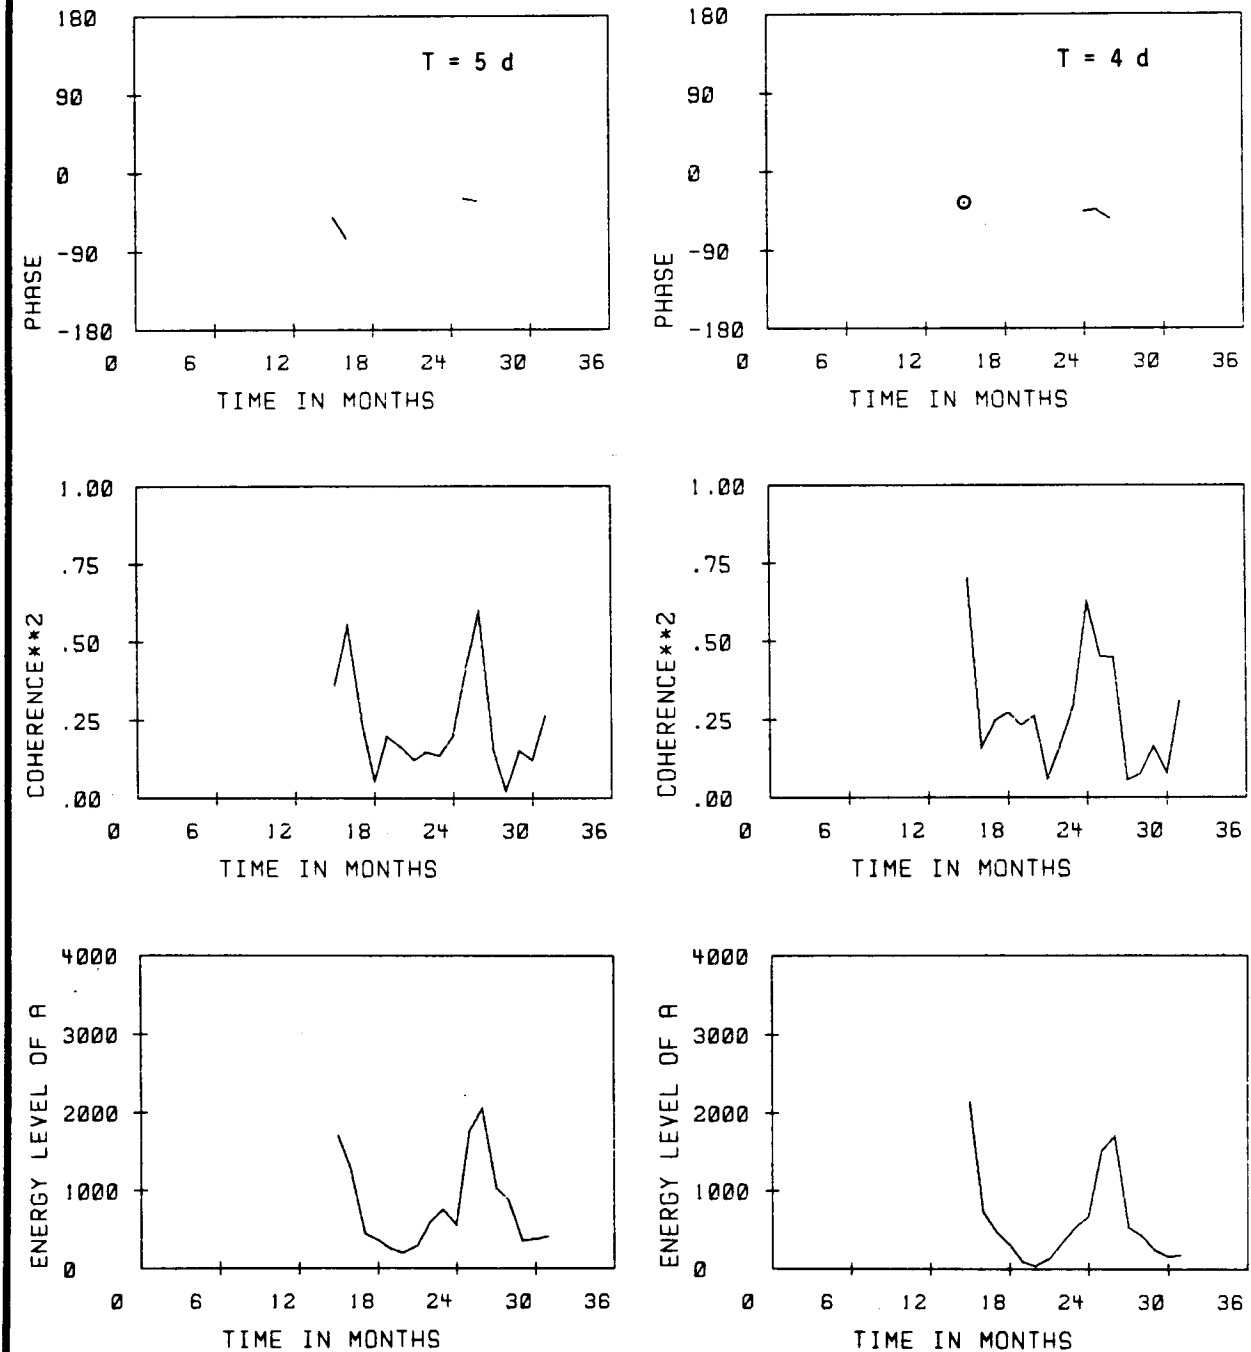 T = 5 d
180
90
0
-90
-180
PHASE
0 6 12 18 24 30 36
TIME IN MONTHS
T = 4 d
180
90
0
-90
-180
PHASE
0 6 12 18 24 30 36
TIME IN MONTHS
1.00
.75
.50
.25
.00
COHERENCE**2
0 6 12 18 24 30 36
TIME IN MONTHS
1.00
.75
.50
.25
.00
COHERENCE**2
0 6 12 18 24 30 36
TIME IN MONTHS
4000
3000
2000
1000
0
ENERGY LEVEL OF A
0 6 12 18 24 30 36
TIME IN MONTHS
4000
3000
2000
1000
0
ENERGY LEVEL OF A
0 6 12 18 24 30 36
TIME IN MONTHS